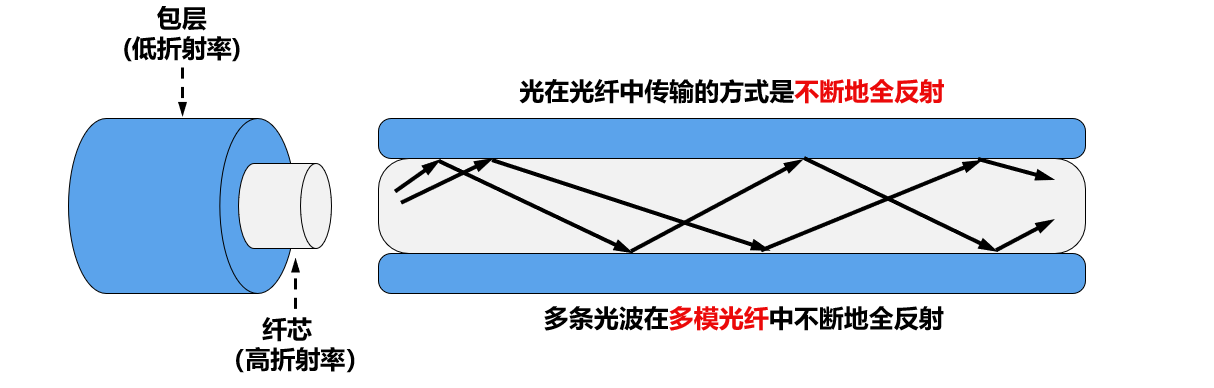 包层
(低折射率)
光在光纤中传输的方式是不断地全反射
多条光波在多模光纤中不断地全反射
纤芯
(高折射率)